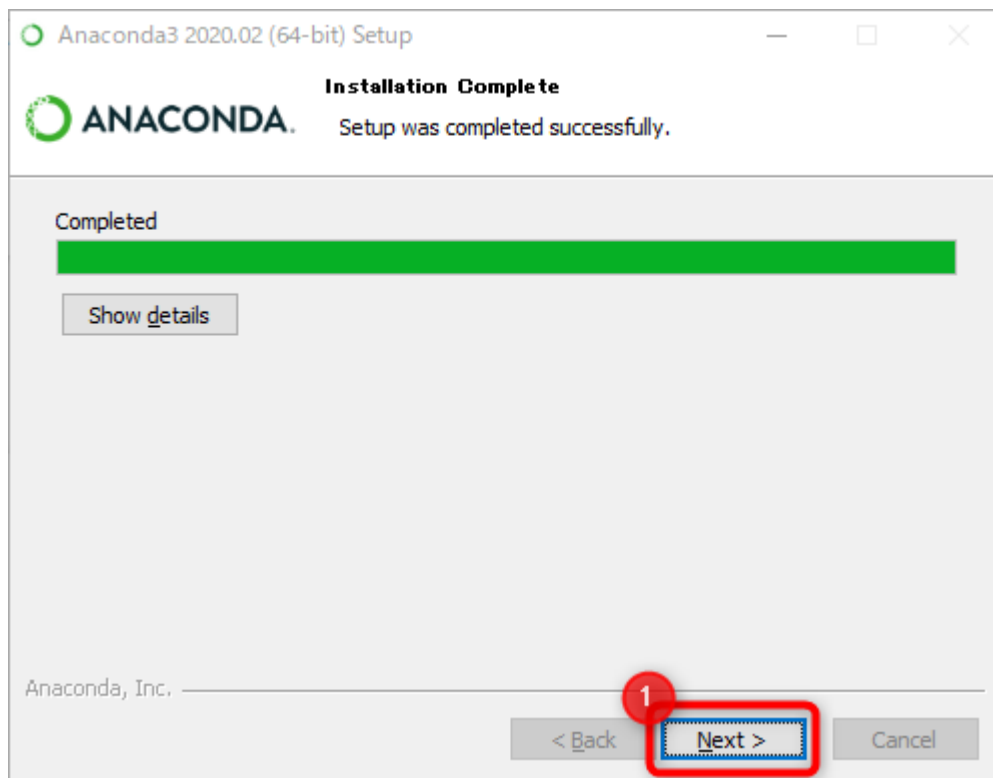 Anaconda3 2020.02 (64-bit) Setup
Installation Complete
ANACONDA.
Setup was completed successfully.
Completed
Show details
Anaconda, Inc.
1
< Back
Next >
Cancel